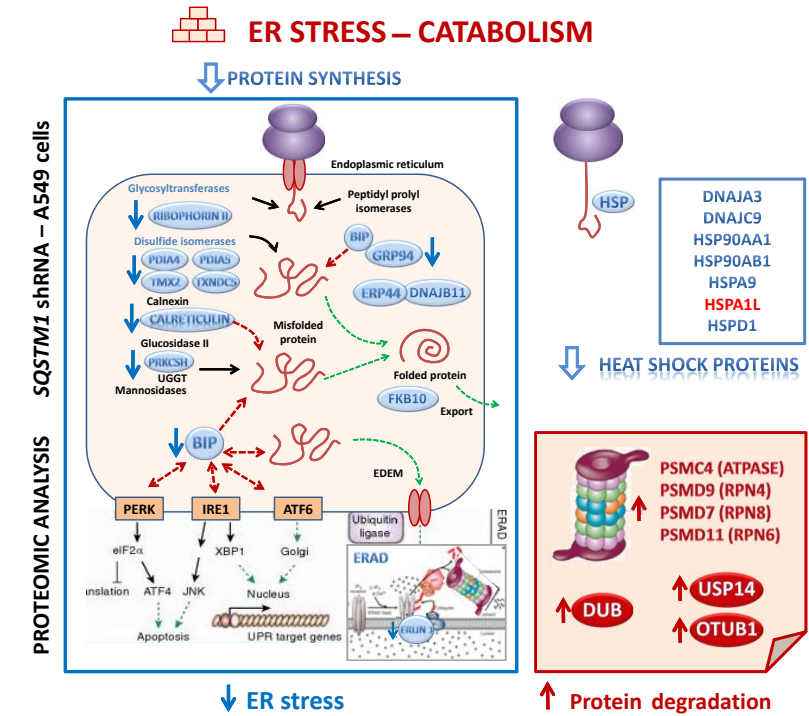 ER STRESS – CATABOLISM
PROTEIN SYNTHESIS
PROTEOMIC ANALYSIS SQSTM1 shRNA – A549 cells
Endoplasmic reticulum
Glycosyltransferases
RIBOPHORIN II
Peptidyl prolyl
isomerases
Disulfide isomerases
PDIA4 PDIA5
TMX2 TXNDC5
BIP
GRP94
ERP44 DNAJB11
Calnexin
CALRETICULIN
Misfolded
protein
Glucosidase II
PRKCSH
UGGT
Mannosidases
Folded protein
FKB10
Export
BIP
EDEM
PERK IRE1 ATF6
eIF2α
XBP1
Golgi
anslation
ATF4
JNK
Nucleus
Apoptosis
UPR target genes
Ubiquitin
ligase
ERAD
ERAD
ER stress
HSP
DNAJA3
DNAJC9
HSP90AA1
HSP90AB1
HSPA9
HSPA1L
HSPD1
HEAT SHOCK PROTEINS
PSMC4 (ATPASE)
PSMD9 (RPN4)
PSMD7 (RPN8)
PSMD11 (RPN6)
DUB
USP14
OTUB1
Protein degradation